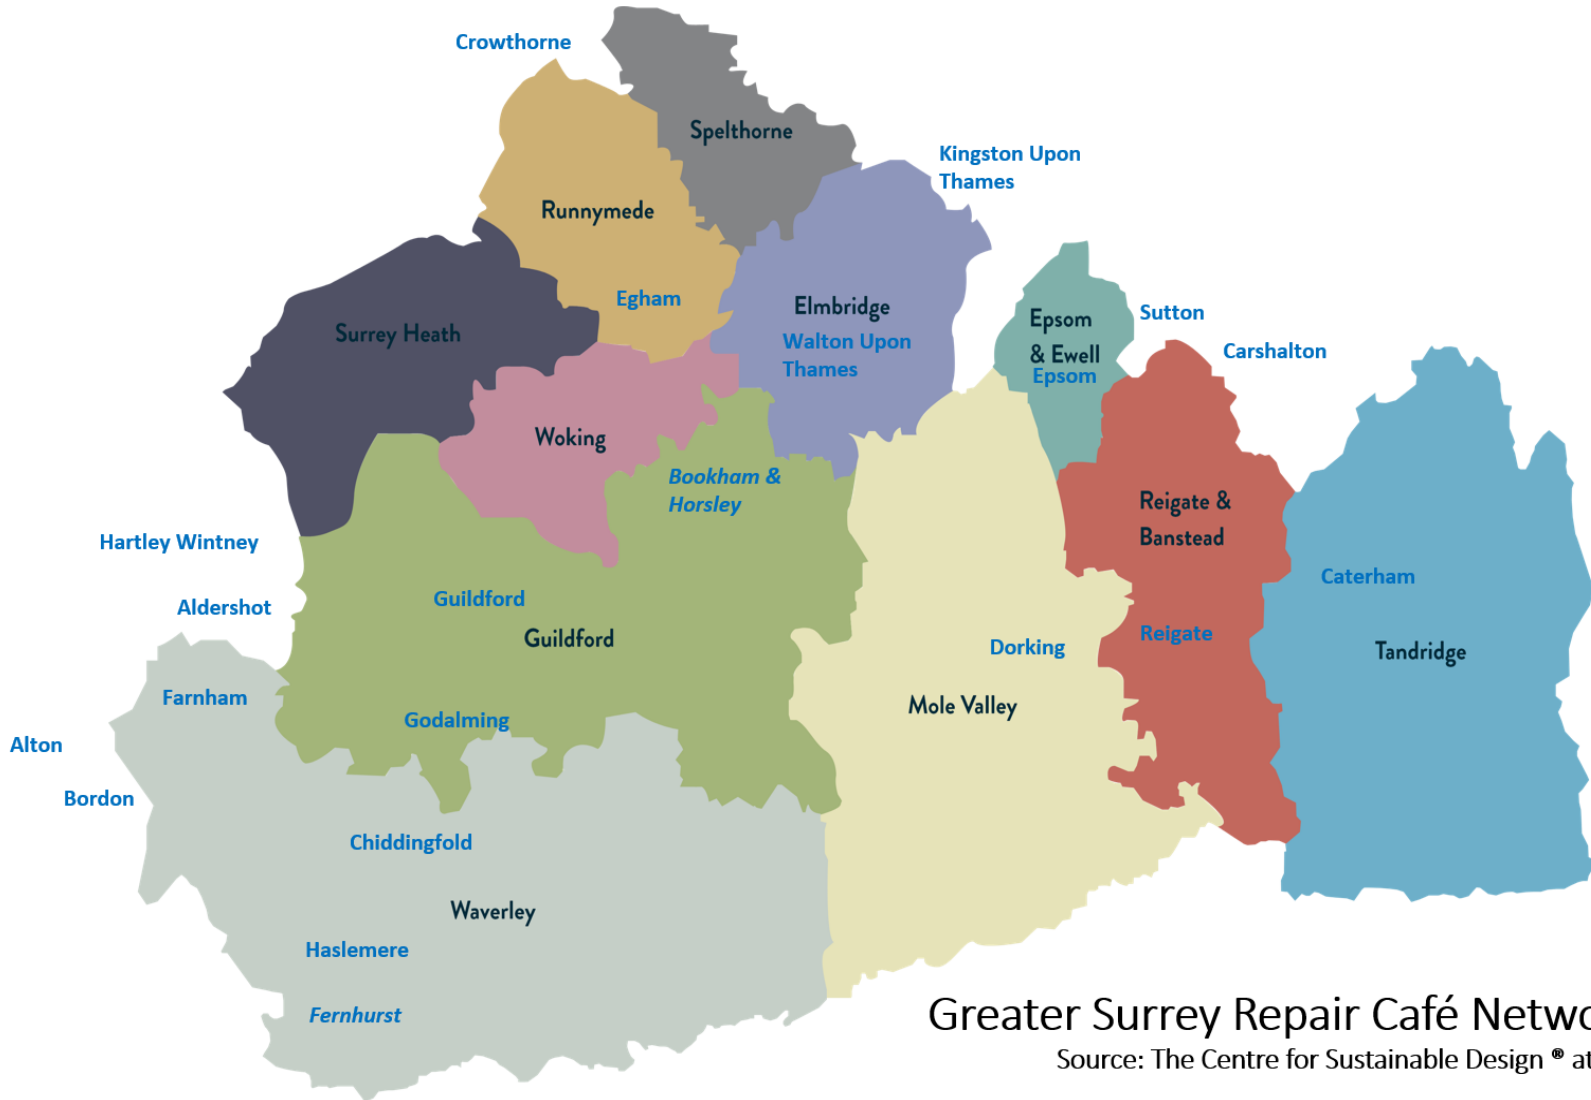 Crowthorne
Spelthorne
Kingston Upon
Thames
Runnymede
Egham
Elmbridge
Walton Upon
Thames
Surrey Heath
Epsom
& Ewell
Epsom
Sutton
Carshalton
Woking
Bookham &
Horsley
Reigate &
Banstead
Hartley Wintney
Aldershot
Guildford
Guildford
Caterham
Reigate
Dorking
Tandridge
Farnham
Godalming
Mole Valley
Alton
Bordon
Chiddingfold
Waverley
Haslemere
Fernhurst
Greater Surrey Repair Café Netwo
Source: The Centre for Sustainable Design ® at